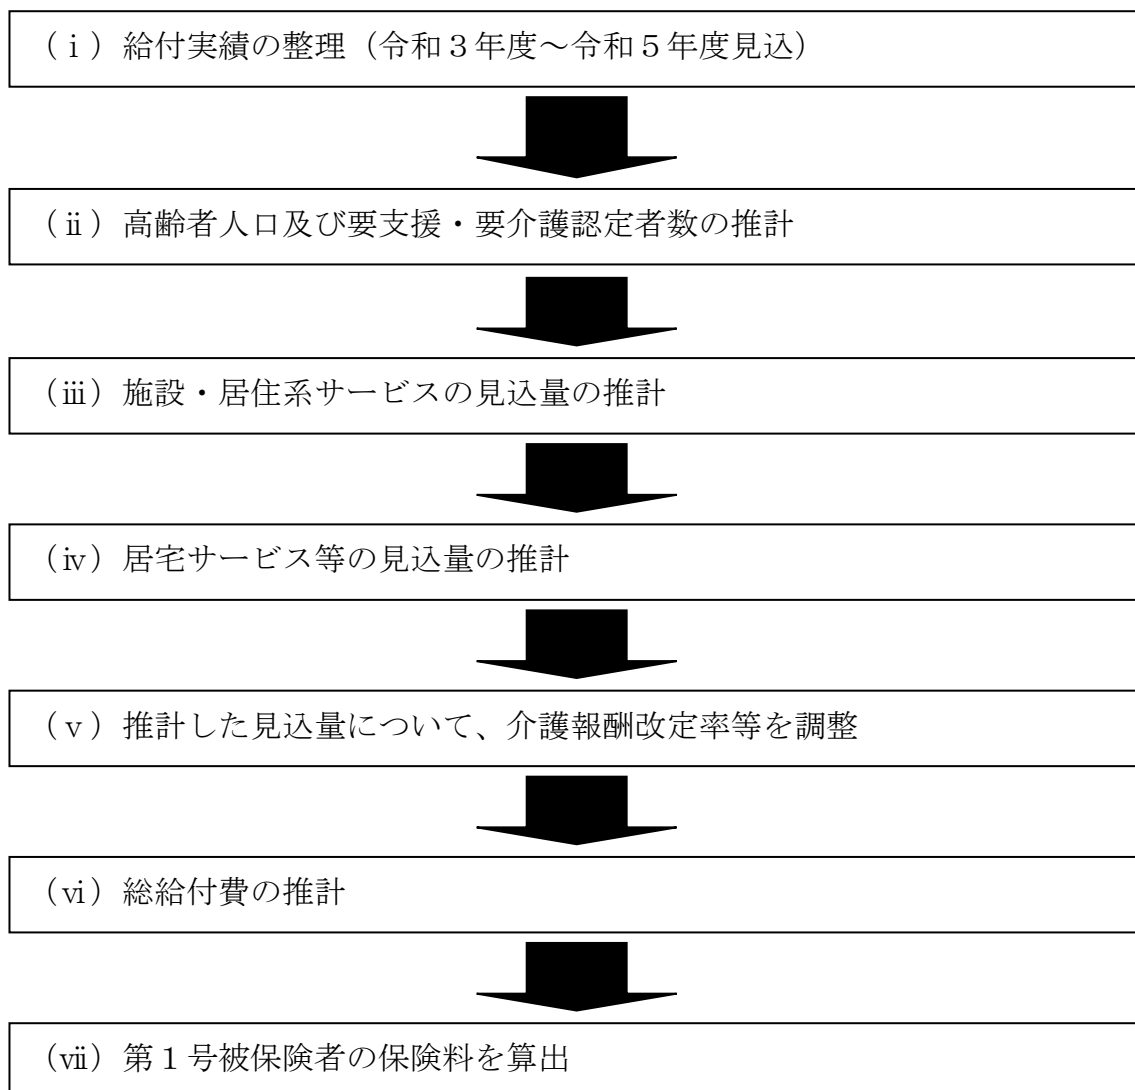 （ⅰ）給付実績の整理（令和３年度～令和５年度見込）
（ⅱ）高齢者人口及び要支援・要介護認定者数の推計
（ⅲ）施設・居住系サービスの見込量の推計
（ⅳ）居宅サービス等の見込量の推計
（ⅴ）推計した見込量について、介護報酬改定率等を調整
（ⅵ）総給付費の推計
（ⅶ）第１号被保険者の保険料を算出